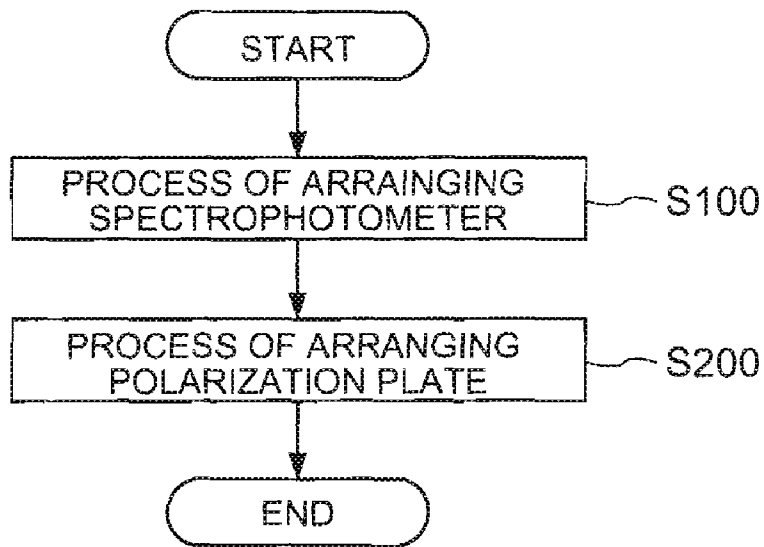 START
PROCESS OF ARRAINGING
SPECTROPHOTOMETER
S100
PROCESS OF ARRANGING
POLARIZATION PLATE
S200
END